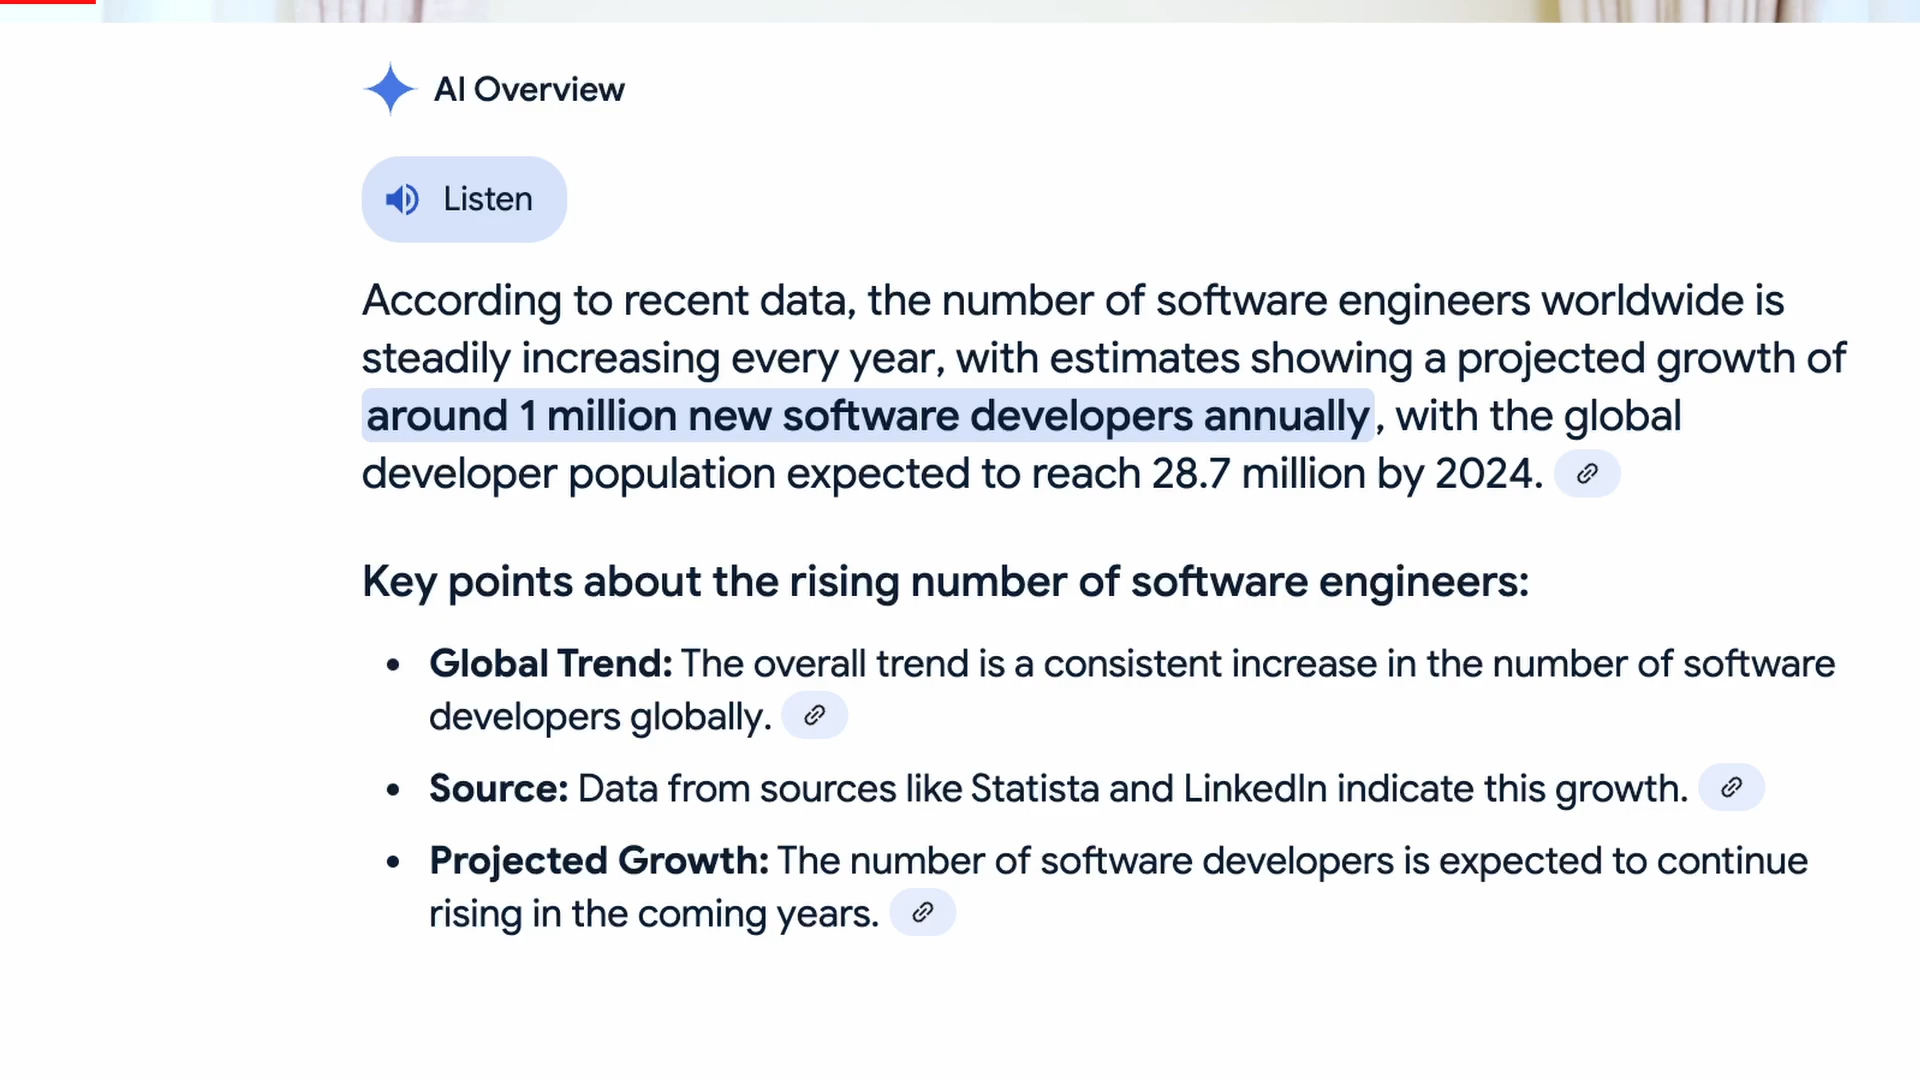 AI Overview
Listen
According to recent data, the number of software engineers worldwide is
steadily increasing every year, with estimates showing a projected growth of
around 1 million new software developers annually, with the global
developer population expected to reach 28.7 million by 2024.
Key points about the rising number of software engineers:
• Global Trend: The overall trend is a consistent increase in the number of software
developers globally.
• Source: Data from sources like Statista and LinkedIn indicate this growth.
• Projected Growth: The number of software developers is expected to continue
rising in the coming years.